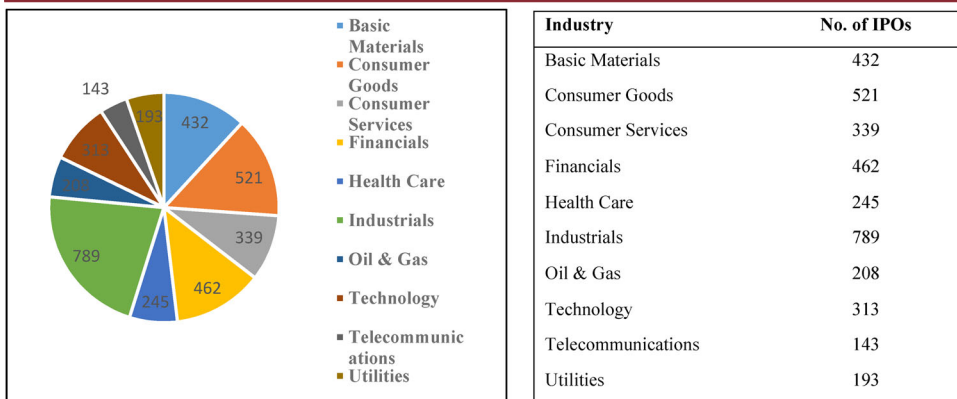 Basic
Materials
Consumer
Goods
Consumer
Services
Financials
Health Care
Industrials
Oil & Gas
Technology
Telecommunic
ations
Utilities
143
193
432
313
521
208
789
339
245
462
Industry No. of IPOs
Basic Materials 432
Consumer Goods 521
Consumer Services 339
Financials 462
Health Care 245
Industrials 789
Oil & Gas 208
Technology 313
Telecommunications 143
Utilities 193